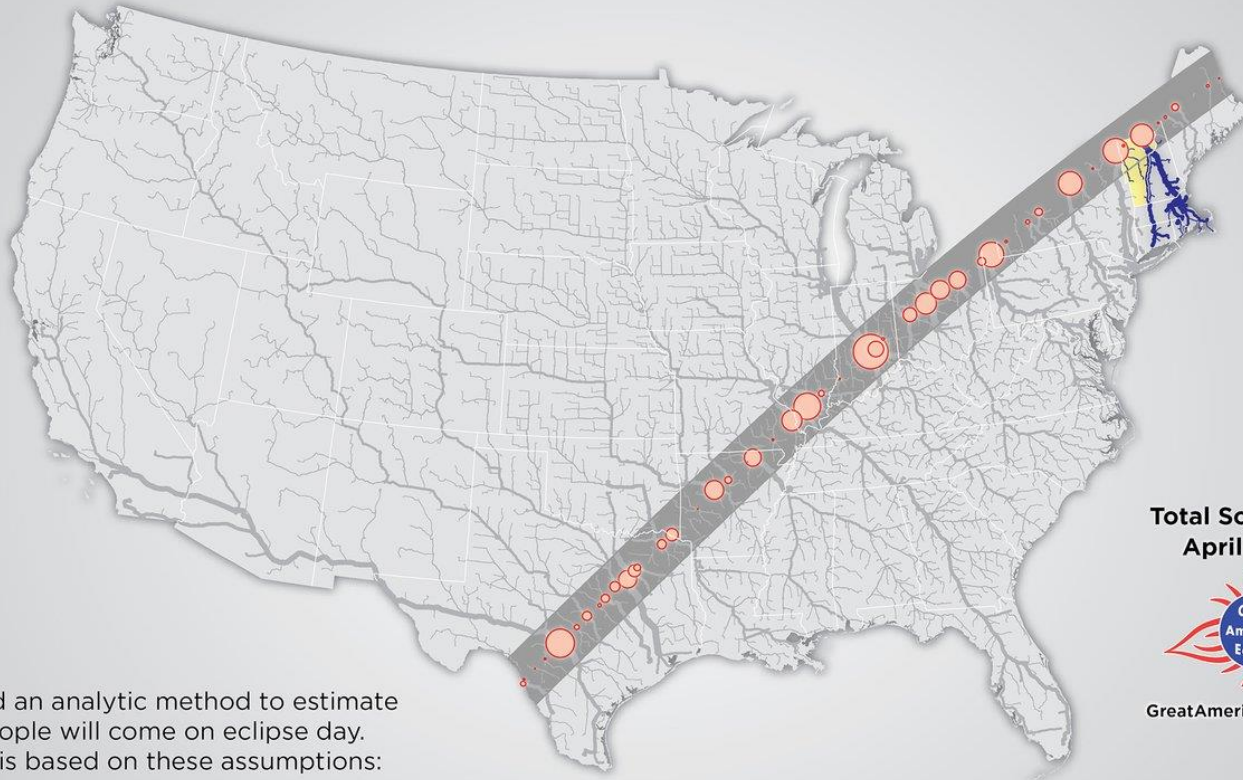 Total
April
GreatAmeri
d an analytic method to estimate
ople will come on eclipse day.
is based on these assumptions: